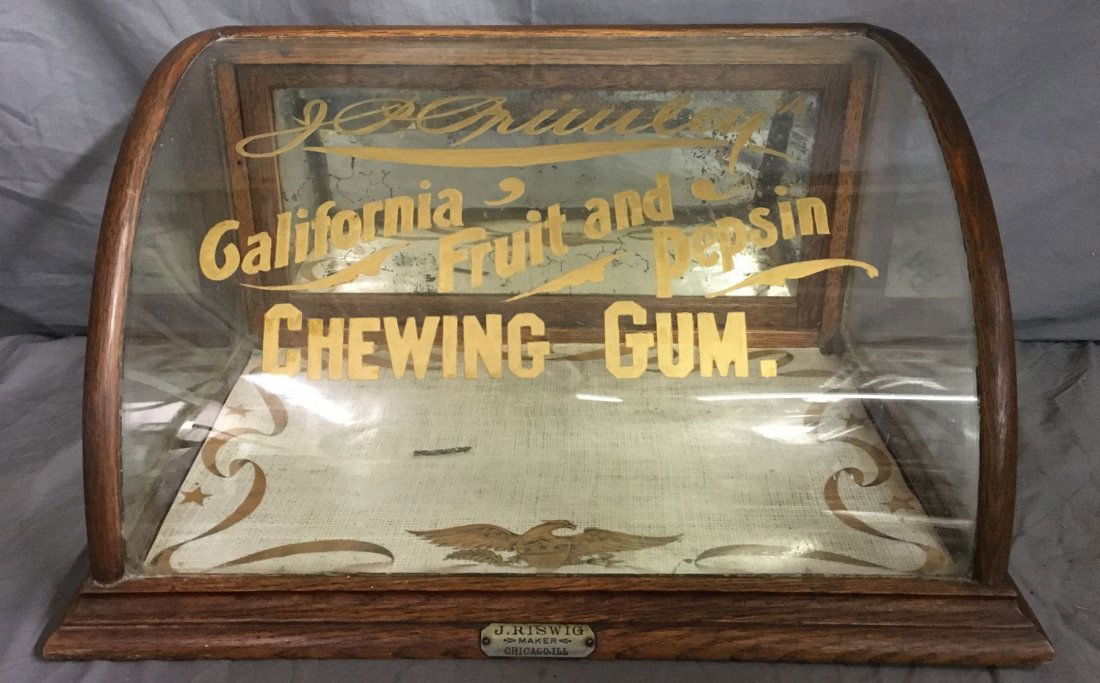 J. P. Primley
California Fruit and Pepsin
CHEWING GUM.
J. RISWIG
MAKER
CHICAGO, ILL